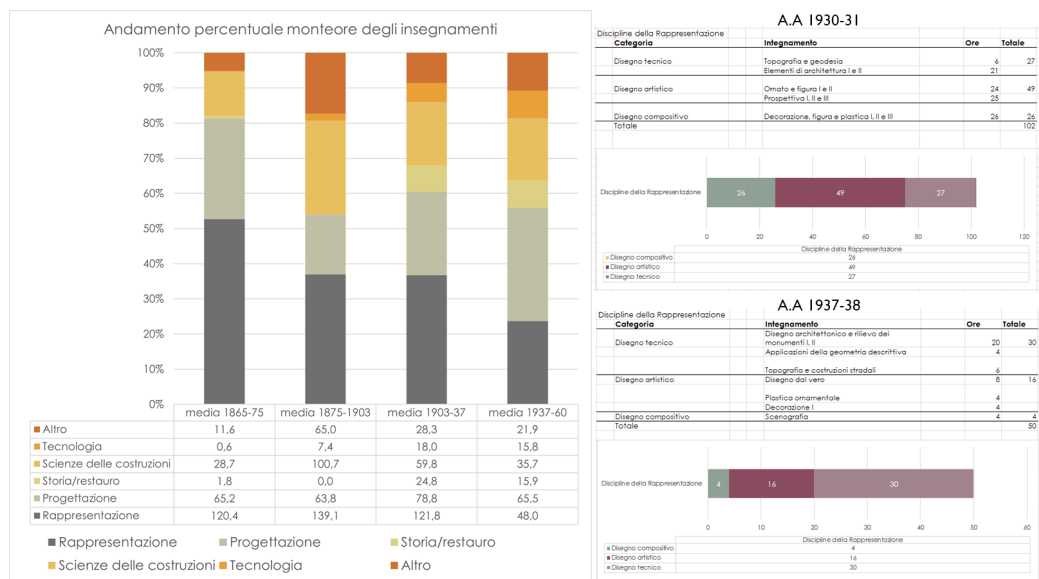 Andamento percentuale monteore degli insegnamenti
100%
90%
80%
70%
60%
50%
40%
30%
20%
10%
0%
media 1865-75 media 1875-1903 media 1903-37 media 1937-60
Altro 11,6 65,0 28,3 21,9
Tecnologia 0,6 7,4 18,0 15,8
Scienze delle costruzioni 28,7 100,7 59,8 35,7
Storia/restauro 1,8 0,0 24,8 15,9
Progettazione 65,2 63,8 78,8 65,5
Rappresentazione 120,4 139,1 121,8 48,0
Rappresentazione Progettazione Storia/restauro
Scienze delle costruzioni Tecnologia Altro
A.A 1930-31
Discipline della Rappresentazione
Categoria Integnamento Ore Totale
Disegno tecnico Topografia e geodesia 6 27
Elementi di architettura I e II 21
Disegno artistico Ornato e figura I e II 24 49
Prospettiva I, II e III 25
Disegno compositivo Decorazione, figura e plastica I, II e III 26 26
Totale 102
Discipline della Rappresentazione 26 49 27
0 20 40 60 80 100 120
Discipline della Rappresentazione
Disegno compositivo 26
Disegno artistico 49
Disegno tecnico 27
A.A 1937-38
Discipline della Rappresentazione
Categoria Integnamento Ore Totale
Disegno architettonico e rilievo dei
Disegno tecnico monumenti I, II 20 30
Applicazioni della geometria descrittiva 4
Topografia e costruzioni stradali 6
Disegno artistico Disegno dal vero 8 16
Plastica ornamentale 4
Decorazione I 4
Disegno compositivo Scenografia 4 4
Totale 50
Discipline della Rappresentazione 4 16 30
0 10 20 30 40 50 60
Discipline della Rappresentazione
Disegno compositivo 4
Disegno artistico 16
Disegno tecnico 30